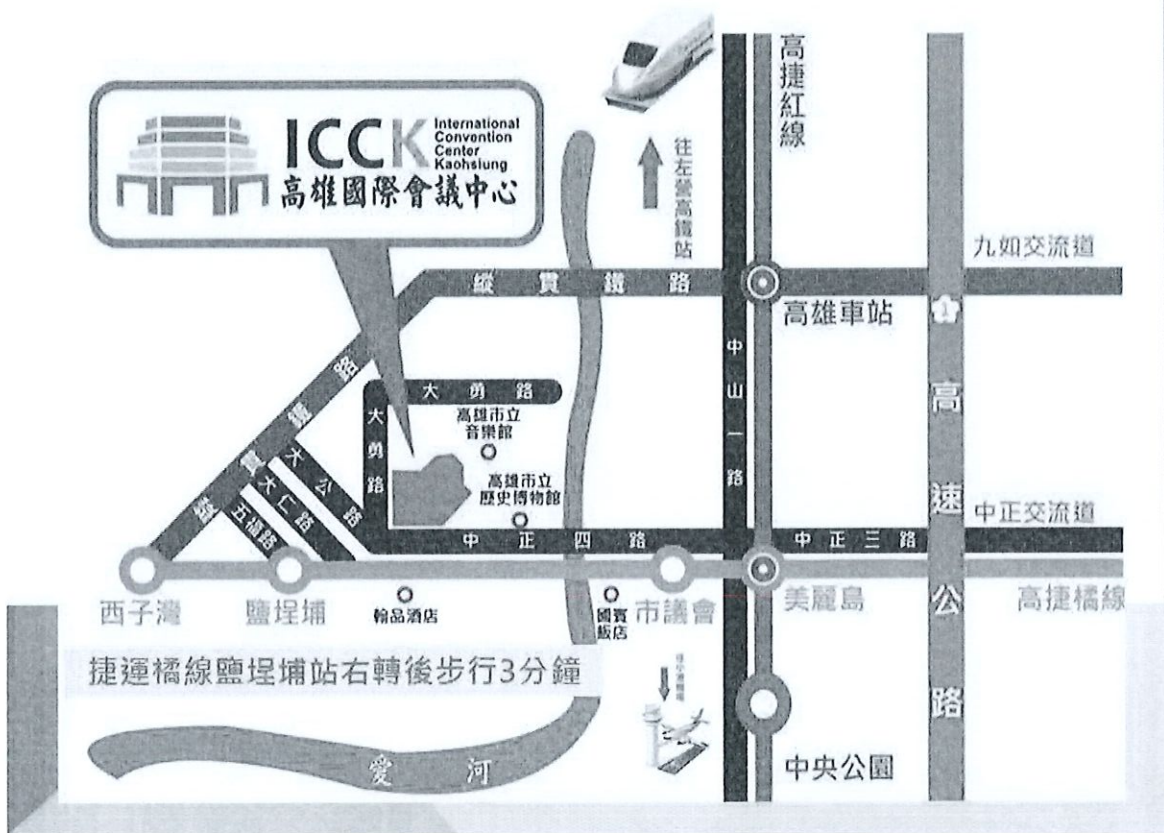 ICCK
International
Convention
Center
Kaohsiung
高雄國際會議中心
高捷紅線
往左營高鐵站
九如交流道
縱貫鐵路
高雄車站
1
縱貫鐵路
大勇路
大勇路
高雄市立
音樂館
高雄市立
歷史博物館
中山一路
高速公路
大公路
大仁路
五福路
中正四路
中正三路
中正交流道
西子灣
鹽埕埔
翰品酒店
國賓
飯店
市議會
美麗島
高捷橘線
捷運橘線鹽埕埔站右轉後步行3分鐘
愛河
中央公園